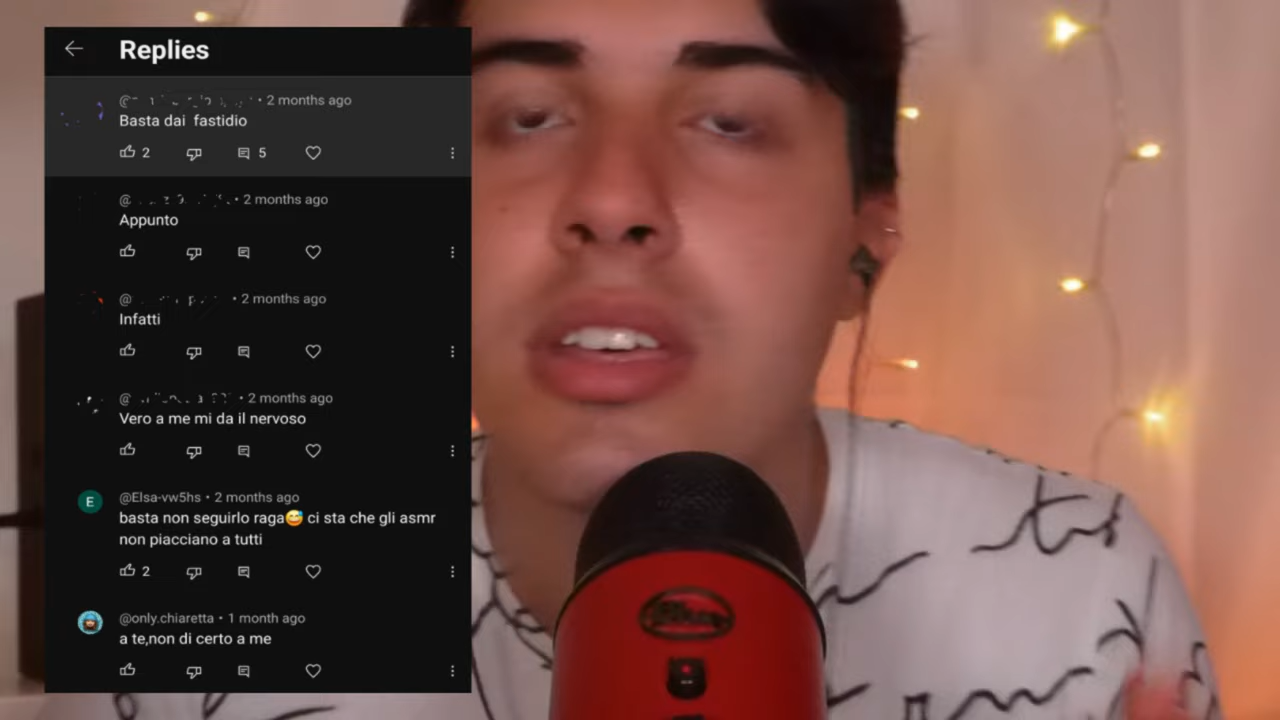 Replies
• 2 months ago
Basta dai fastidio
2
5
• 2 months ago
Appunto
• 2 months ago
Infatti
• 2 months ago
Vero a me mi da il nervoso
E
@Elsa-vw5hs • 2 months ago
basta non seguirlo raga😅 ci sta che gli asmr
non piacciano a tutti
2
@only.chiaretta • 1 month ago
a te,non di certo a me
Blue